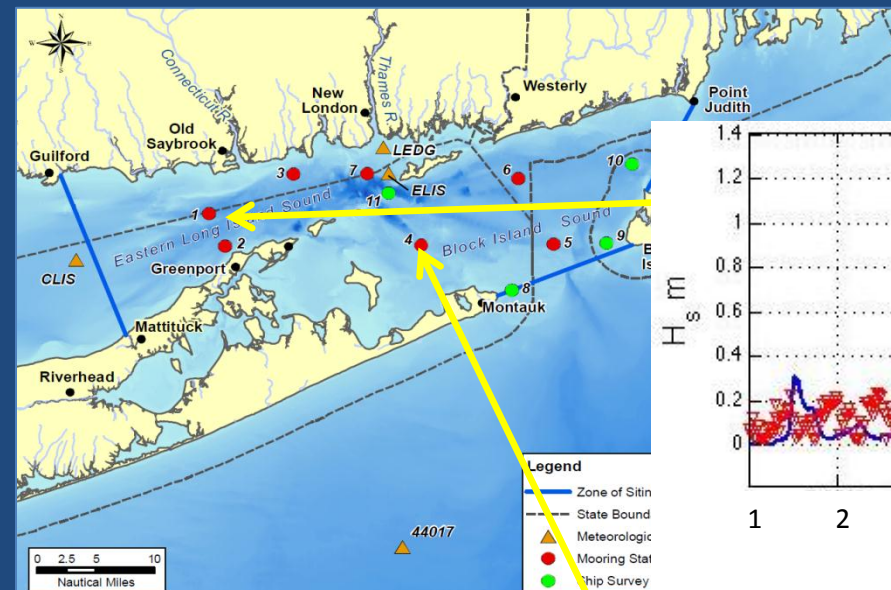 N
Connecticut R.
Thames R.
New
London
Westerly
Point
Judith
Old
Saybrook
Guilford
LEDG
ELIS
CLIS
44017
1
2
3
4
5
6
7
8
9
10
11
Eastern Long Island Sound
Block Island Sound
Greenport
Montauk
Mattituck
Riverhead
B
Is
0 2.5 5 10
Nautical Miles
Legend
Zone of Sitin
State Bound
Meteorologic
Mooring Stat
Ship Survey
H s m
1.4
1.2
1
0.8
0.6
0.4
0.2
0
1 2